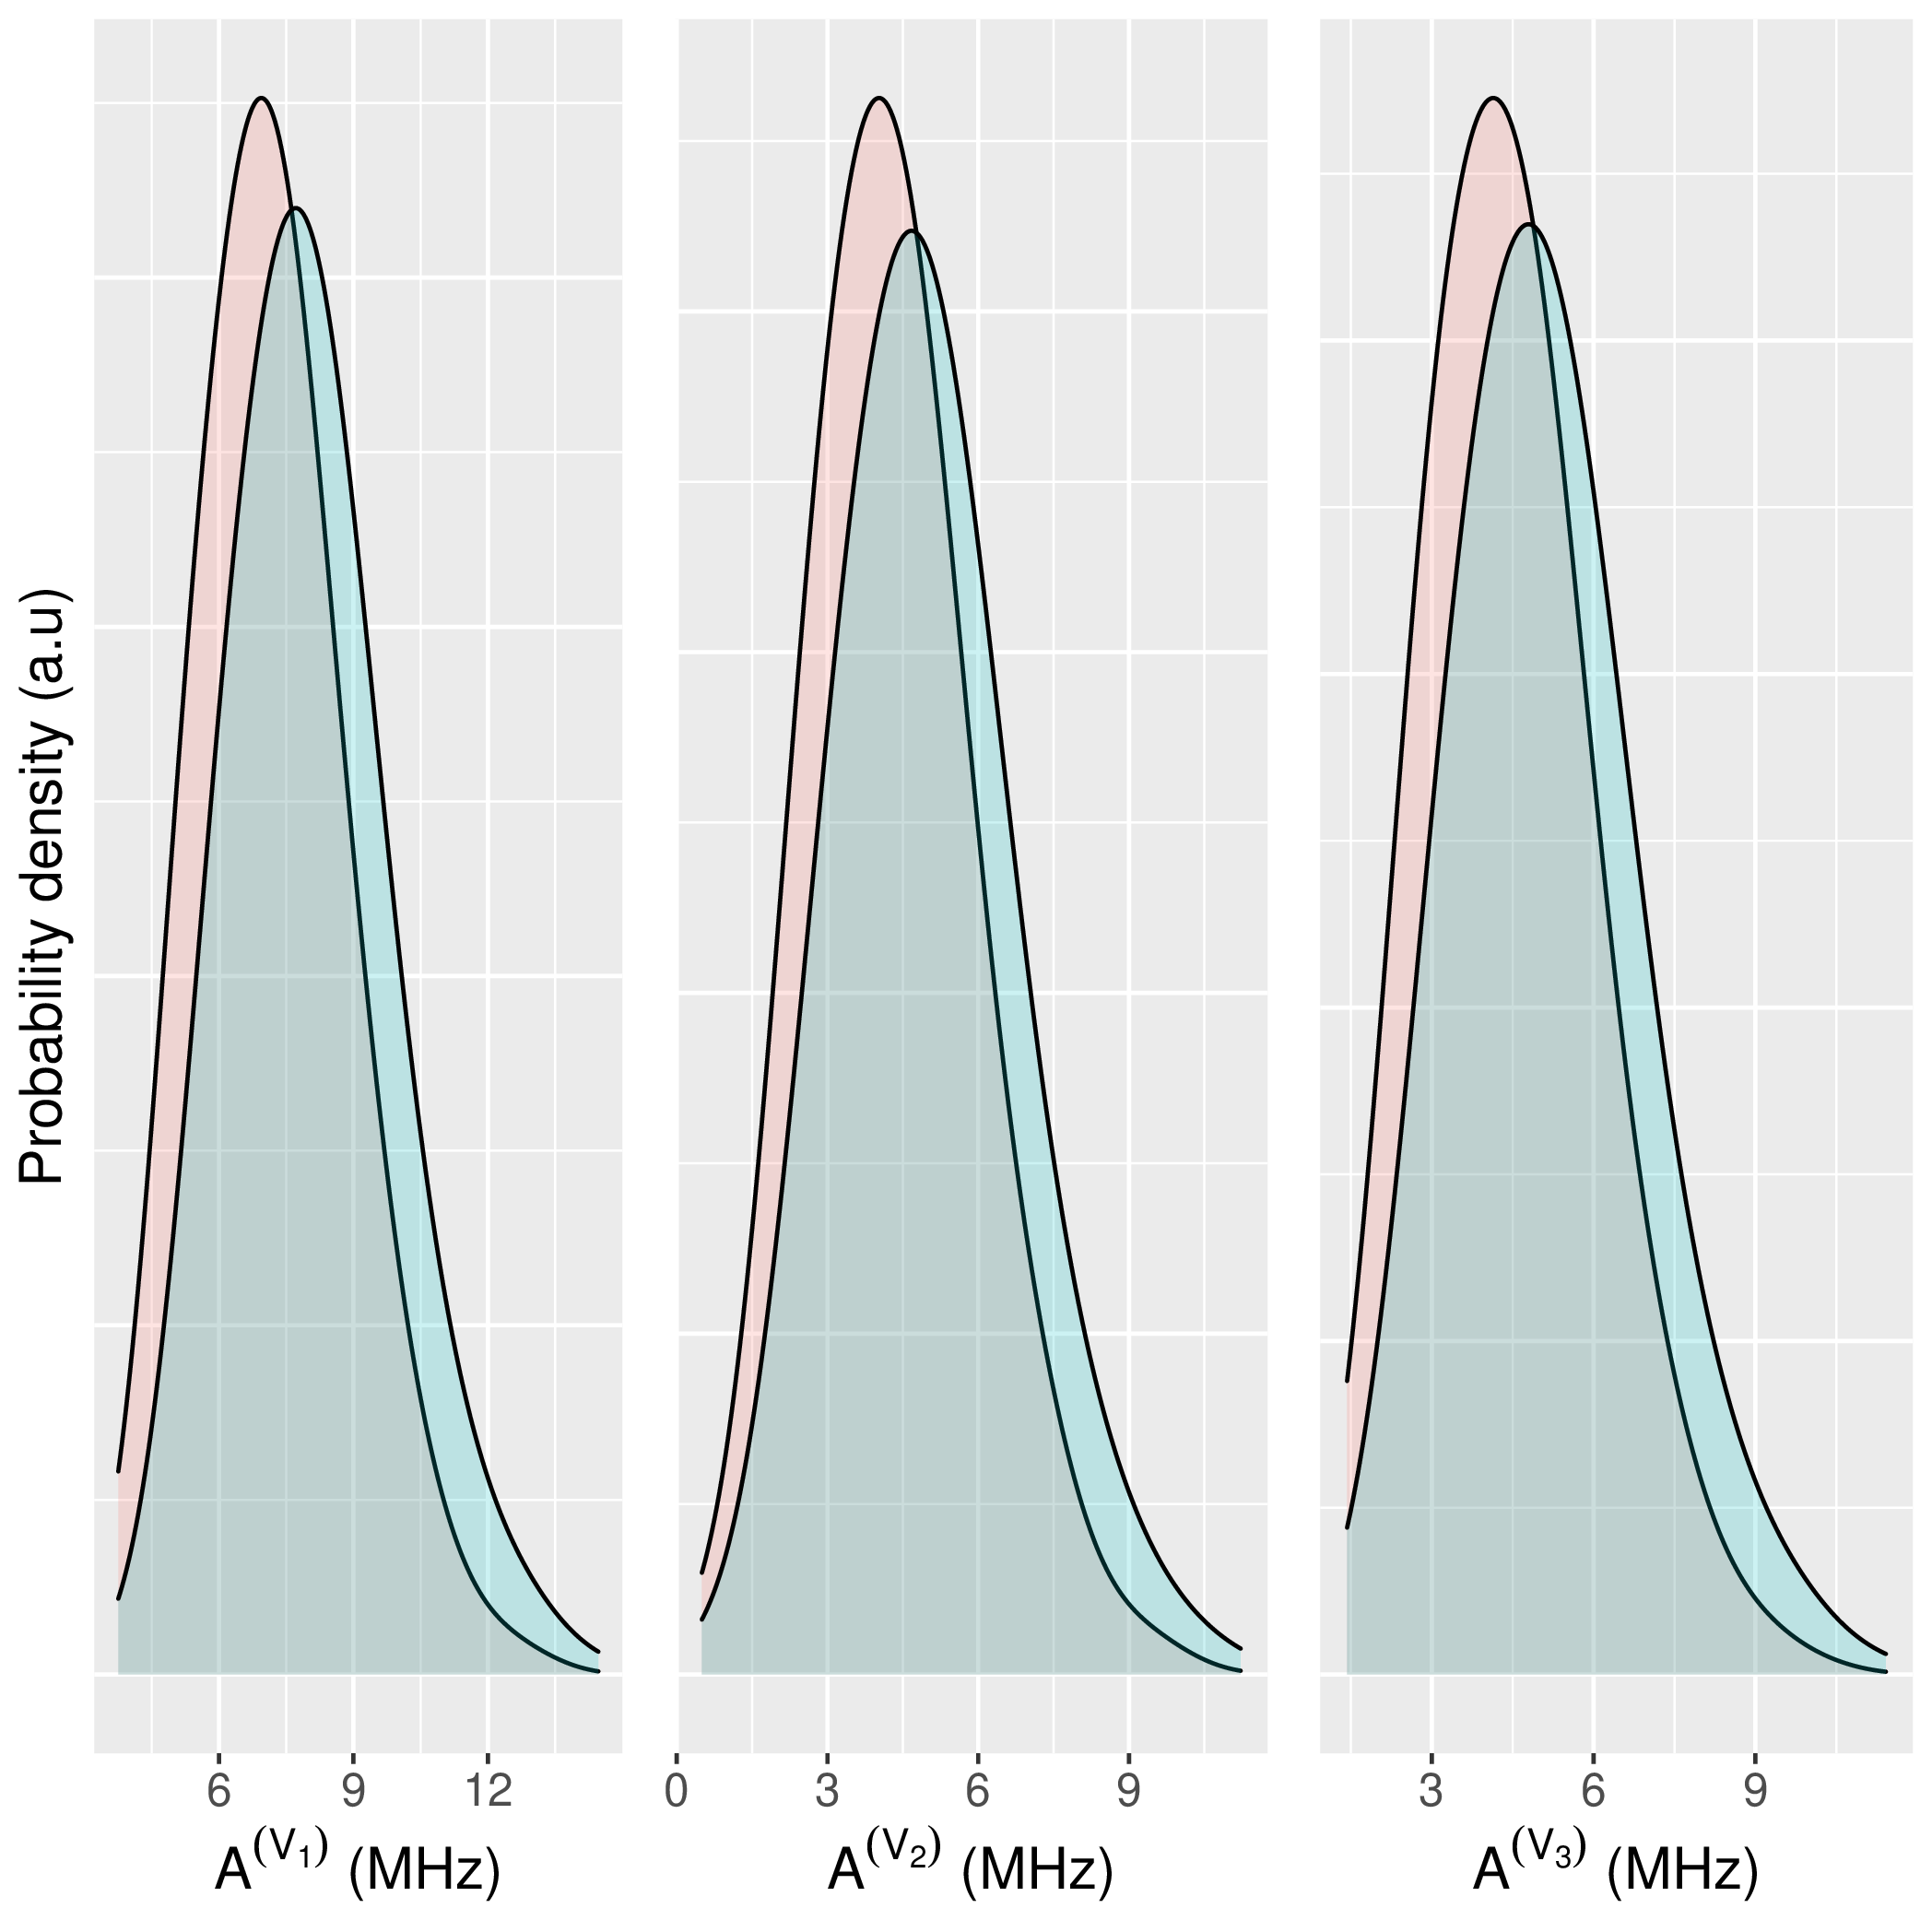 Probability density (a.u)
6 9 12
0 3 6 9
3 6 9
A(V1) (MHz)
A(V2) (MHz)
A(V3) (MHz)